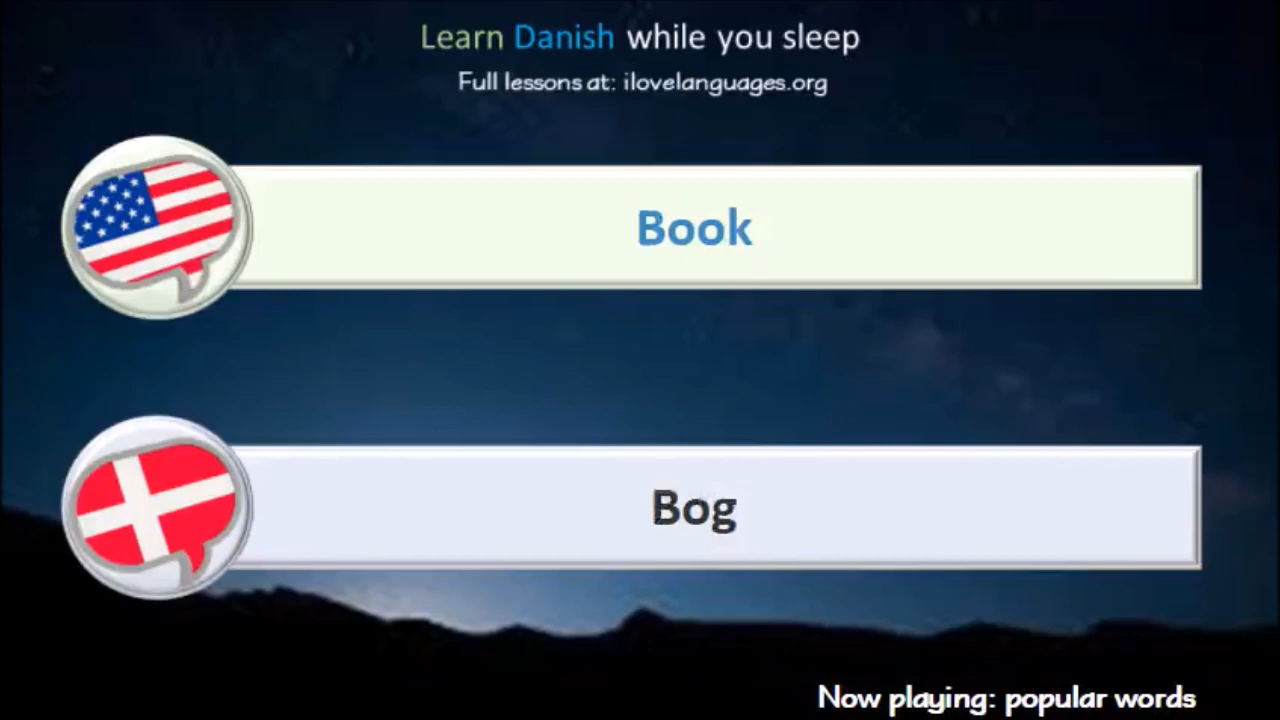 Learn Danish while you sleep
Full lessons at: ilovelanguages.org
Book
Bog
Now playing: popular words